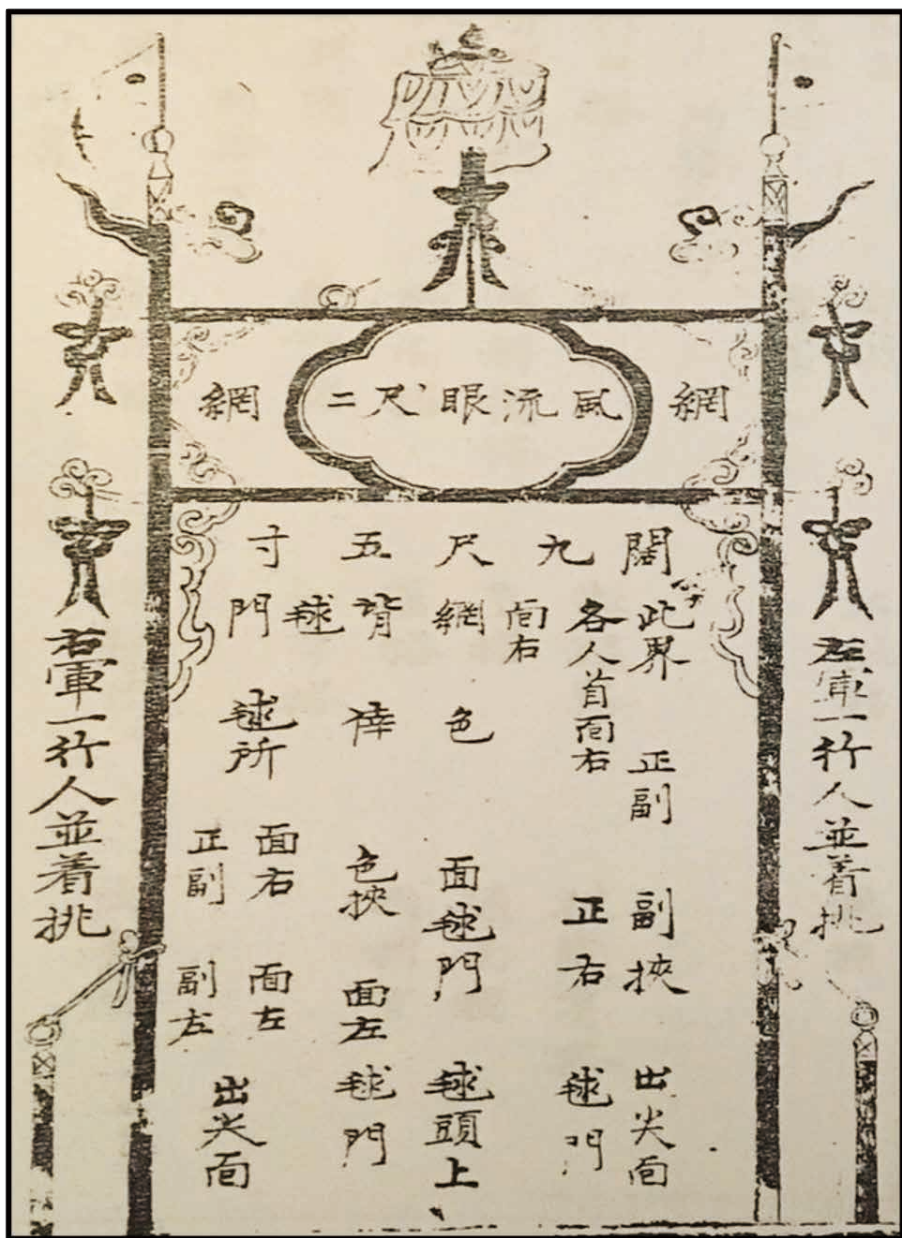 網
風流眼尺二
網
左軍一行人並着挑
闊九尺五寸
此界 正副 副挾 出尖面
各人首面右 正右 毬門
面右
網 色 面毬門 毬頭上
背 倖 色挾 面左 毬門
毬
門 毬所 面右 面左
正副 副左 出尖面
右軍一行人並着挑